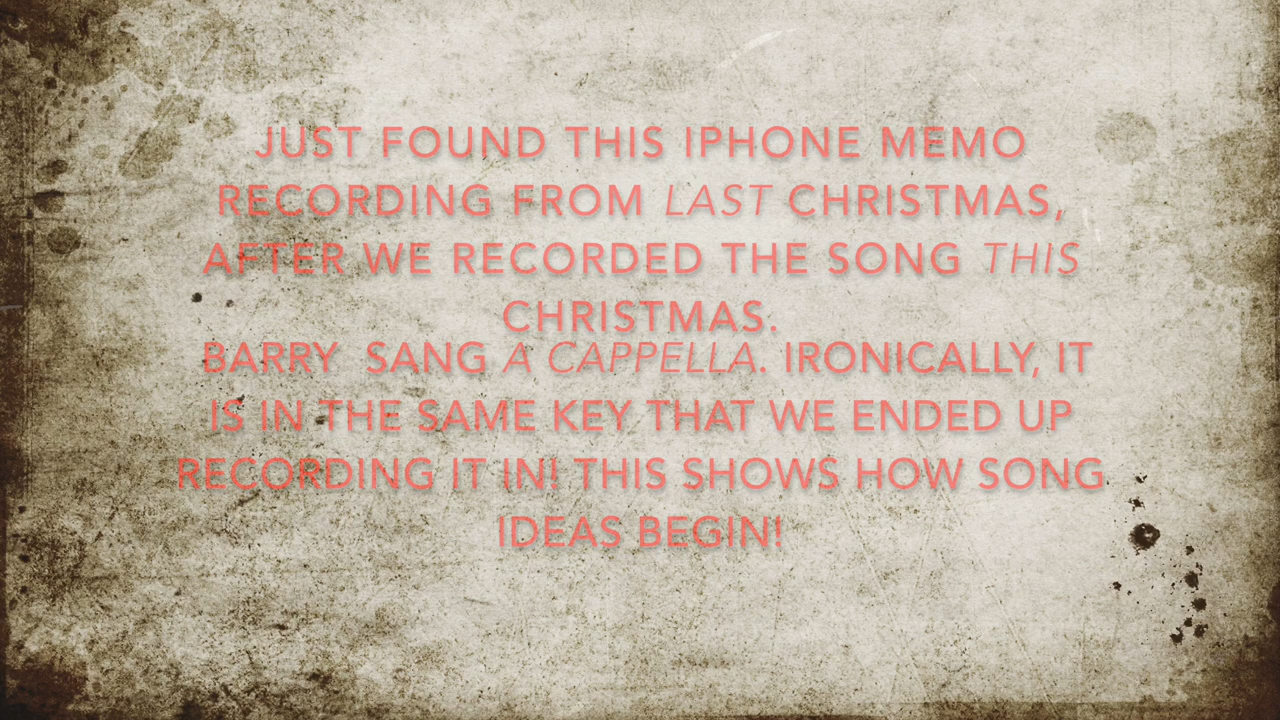 JUST FOUND THIS IPHONE MEMO
RECORDING FROM LAST CHRISTMAS,
AFTER WE RECORDED THE SONG THIS
CHRISTMAS.
BARRY  SANG A CAPPELLA. IRONICALLY, IT
IS IN THE SAME KEY THAT WE ENDED UP
RECORDING IT IN! THIS SHOWS HOW SONG
IDEAS BEGIN!